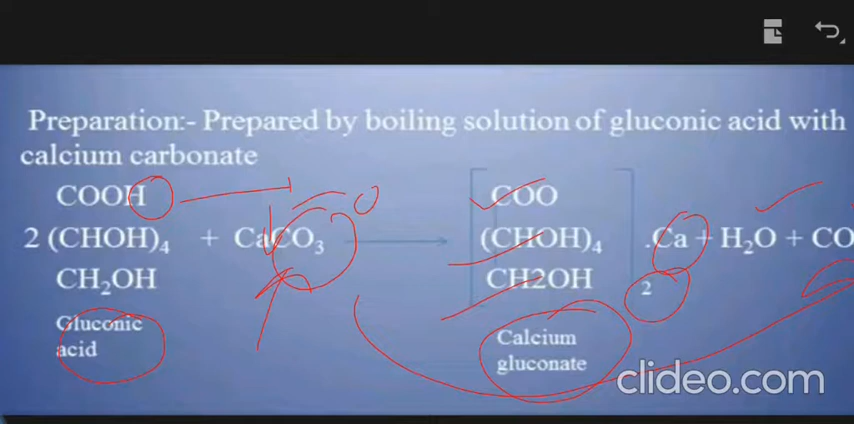 Preparation:- Prepared by boiling solution of gluconic acid with
calcium carbonate
COOH COO
2 (CHOH)₄ + CaCO₃ (CHOH)₄ .Ca + H₂O + CO
CH₂OH CH2OH 2
Gluconic
acid
Calcium
gluconate
clideo.com